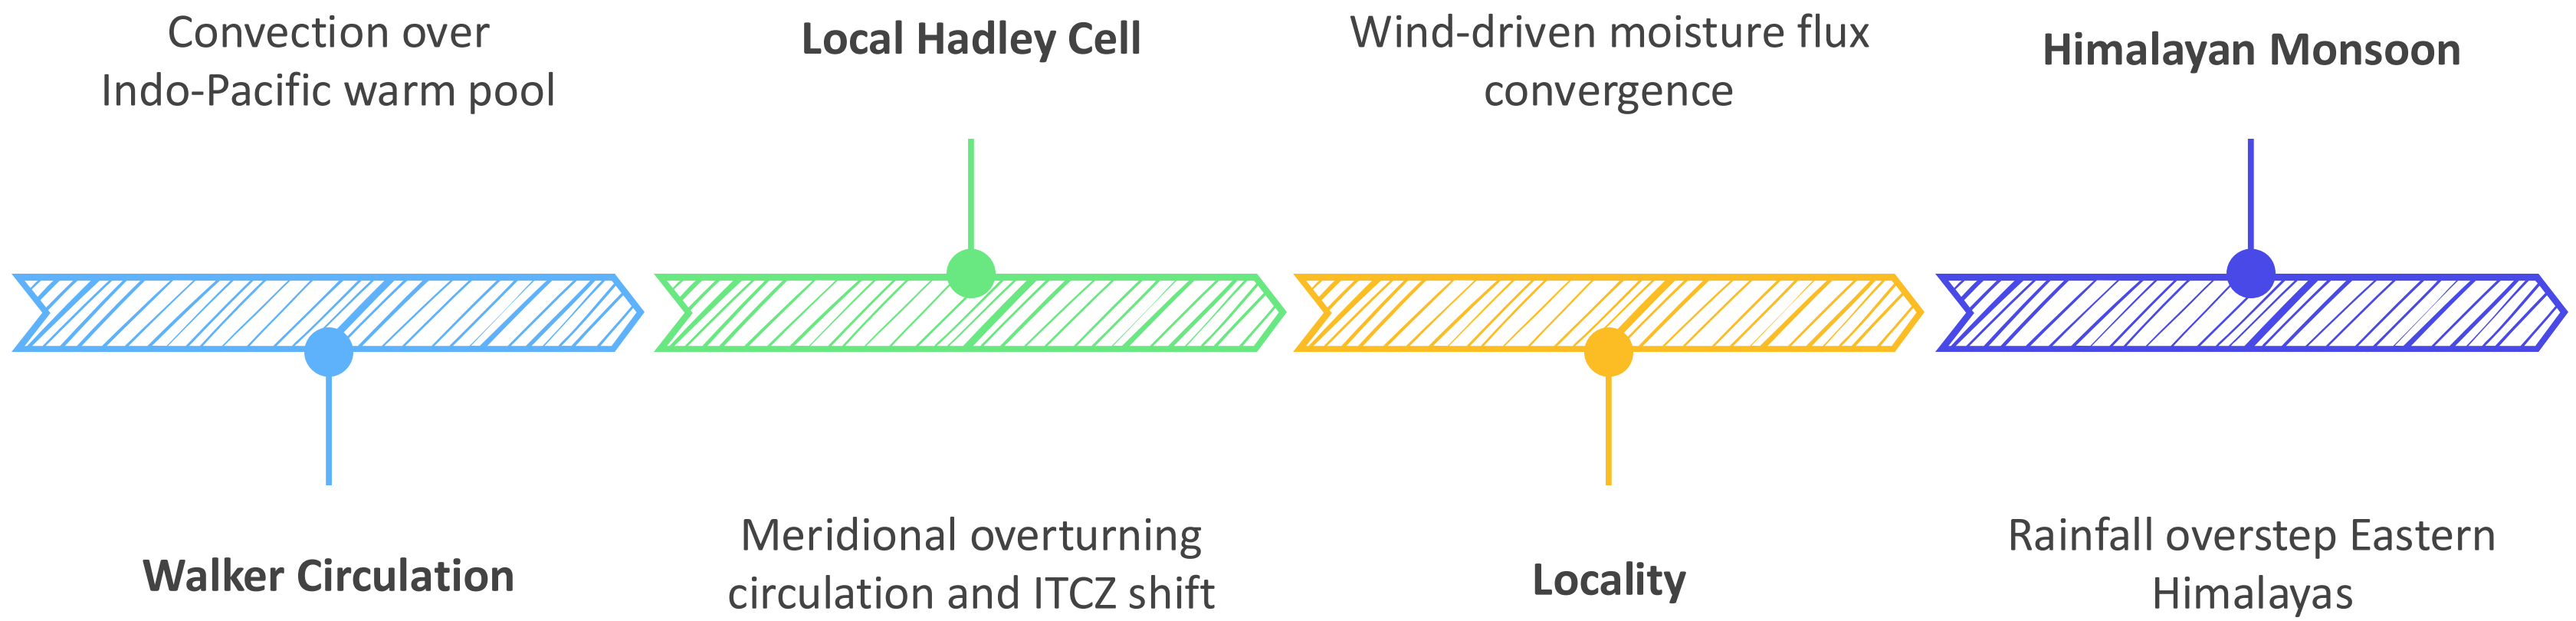 Convection over
Indo-Pacific warm pool
Walker Circulation
Local Hadley Cell
Meridional overturning
circulation and ITCZ shift
Wind-driven moisture flux
convergence
Locality
Himalayan Monsoon
Rainfall overstep Eastern
Himalayas